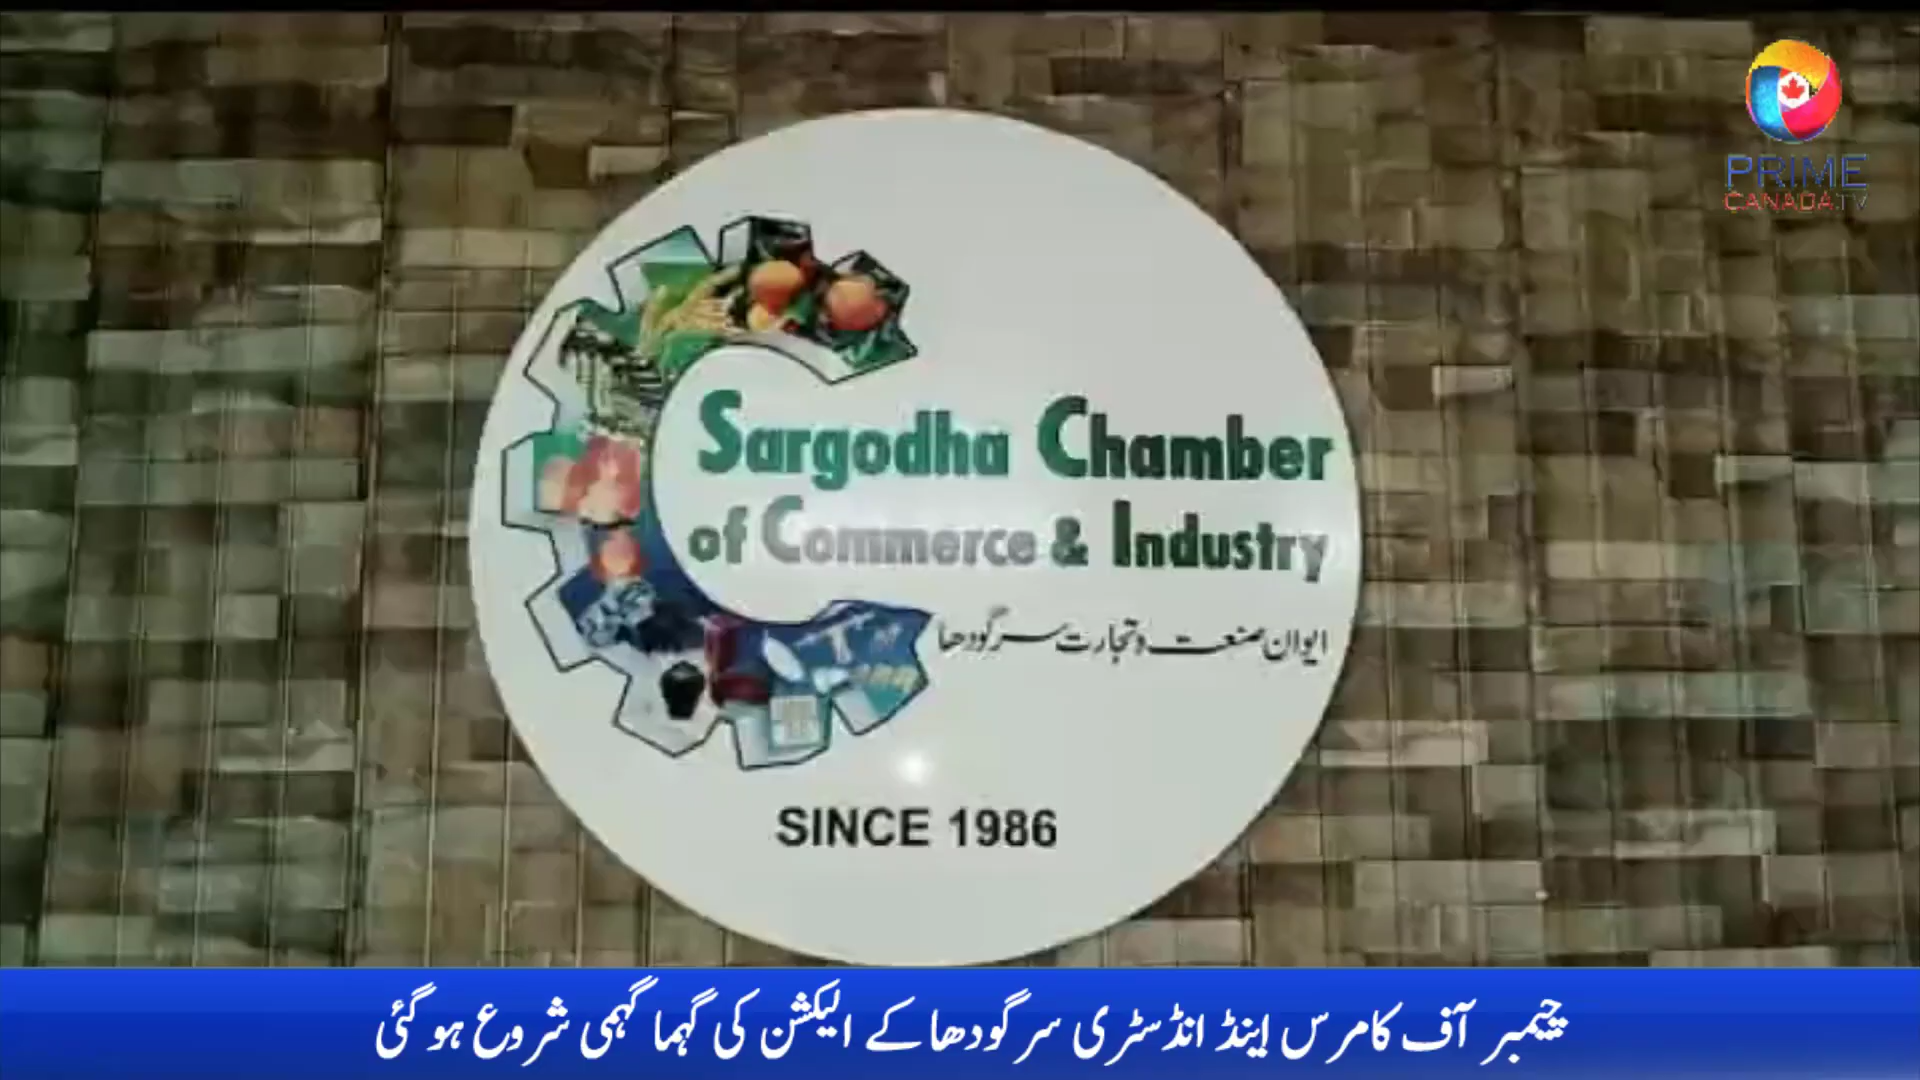 PRIME
CANADA.TV
Sargodha Chamber
of Commerce & Industry
ایوان صنعت و تجارت سرگودھا
SINCE 1986
چیمبر آف کامرس اینڈ انڈسٹری سرگودھا کے الیکشن کی گہما گہمی شروع ہو گئی